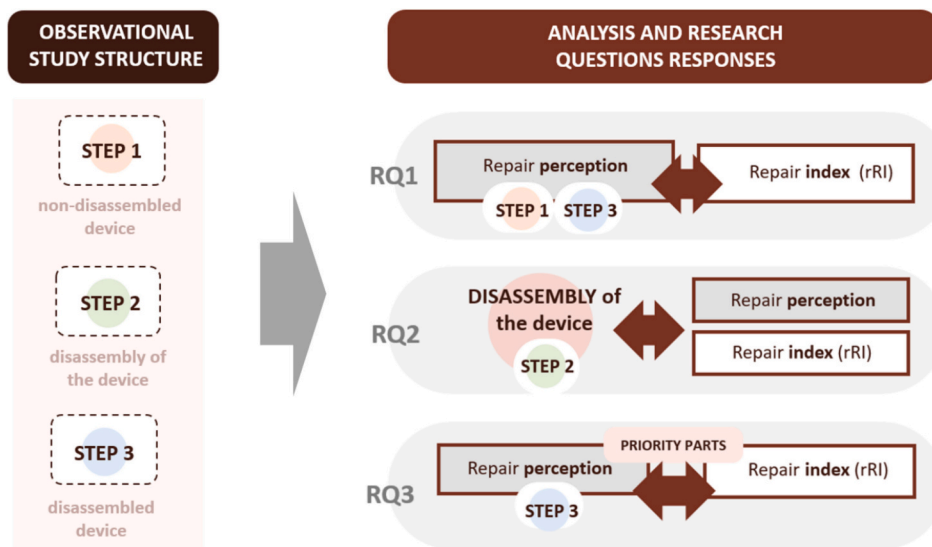 OBSERVATIONAL
STUDY STRUCTURE
STEP 1
non-disassembled
device
STEP 2
disassembly of
the device
STEP 3
disassembled
device
ANALYSIS AND RESEARCH
QUESTIONS RESPONSES
RQ1
Repair perception
STEP 1
STEP 3
Repair index (rRI)
RQ2
DISASSEMBLY of
the device
STEP 2
Repair perception
Repair index (rRI)
RQ3
PRIORITY PARTS
Repair perception
STEP 3
Repair index (rRI)